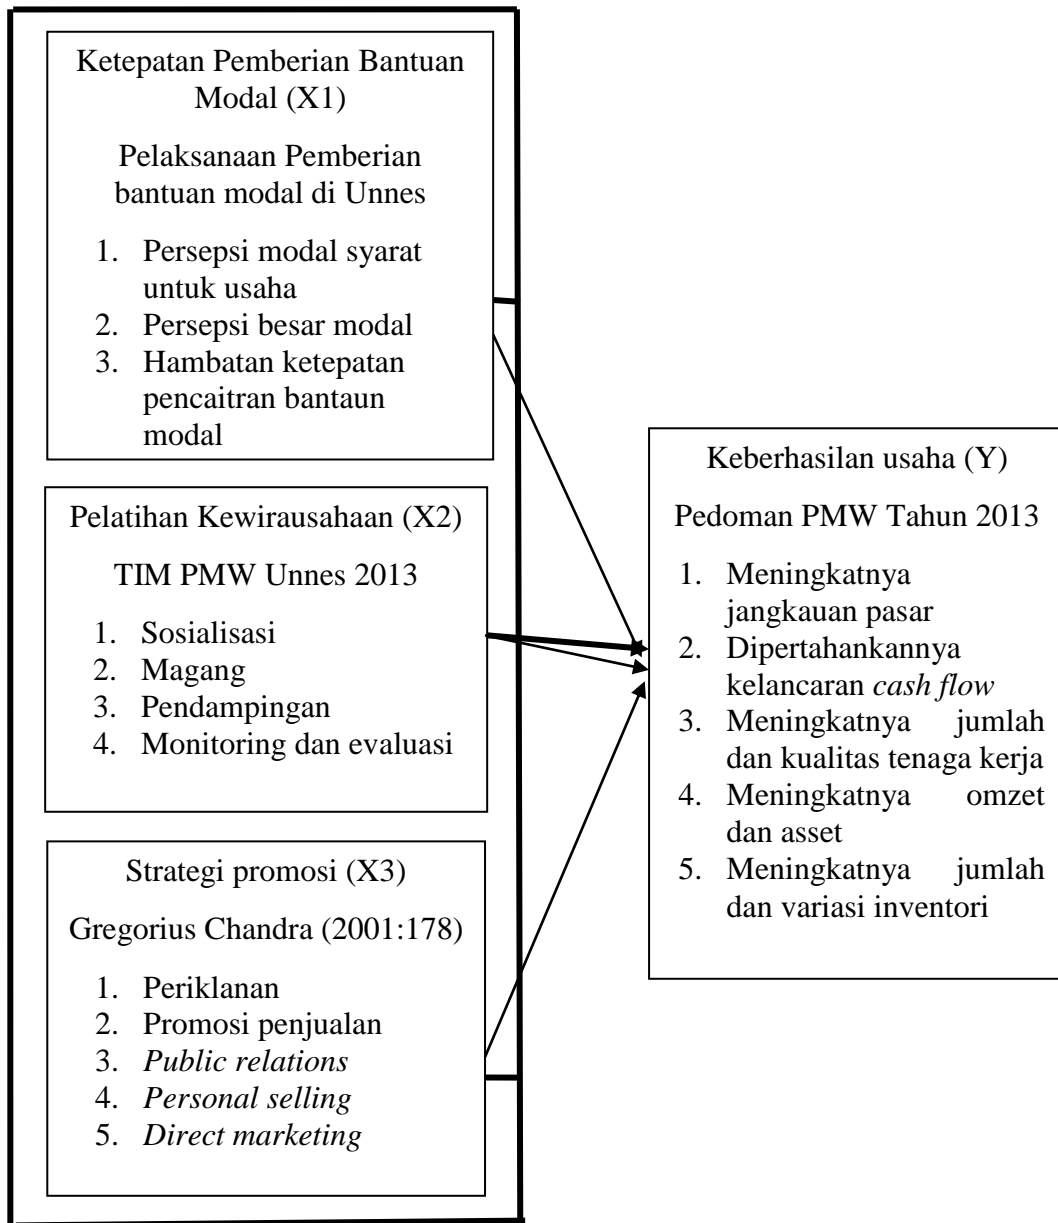 Ketepatan Pemberian Bantuan
Modal (X1)
Pelaksanaan Pemberian
bantuan modal di Unnes
1. Persepsi modal syarat
untuk usaha
2. Persepsi besar modal
3. Hambatan ketepatan
pencaitran bantaun
modal
Pelatihan Kewirausahaan (X2)
TIM PMW Unnes 2013
1. Sosialisasi
2. Magang
3. Pendampingan
4. Monitoring dan evaluasi
Strategi promosi (X3)
Gregorius Chandra (2001:178)
1. Periklanan
2. Promosi penjualan
3. Public relations
4. Personal selling
5. Direct marketing
Keberhasilan usaha (Y)
Pedoman PMW Tahun 2013
1. Meningkatnya
jangkauan pasar
2. Dipertahankannya
kelancaran cash flow
3. Meningkatnya jumlah
dan kualitas tenaga kerja
4. Meningkatnya omzet
dan asset
5. Meningkatnya jumlah
dan variasi inventori